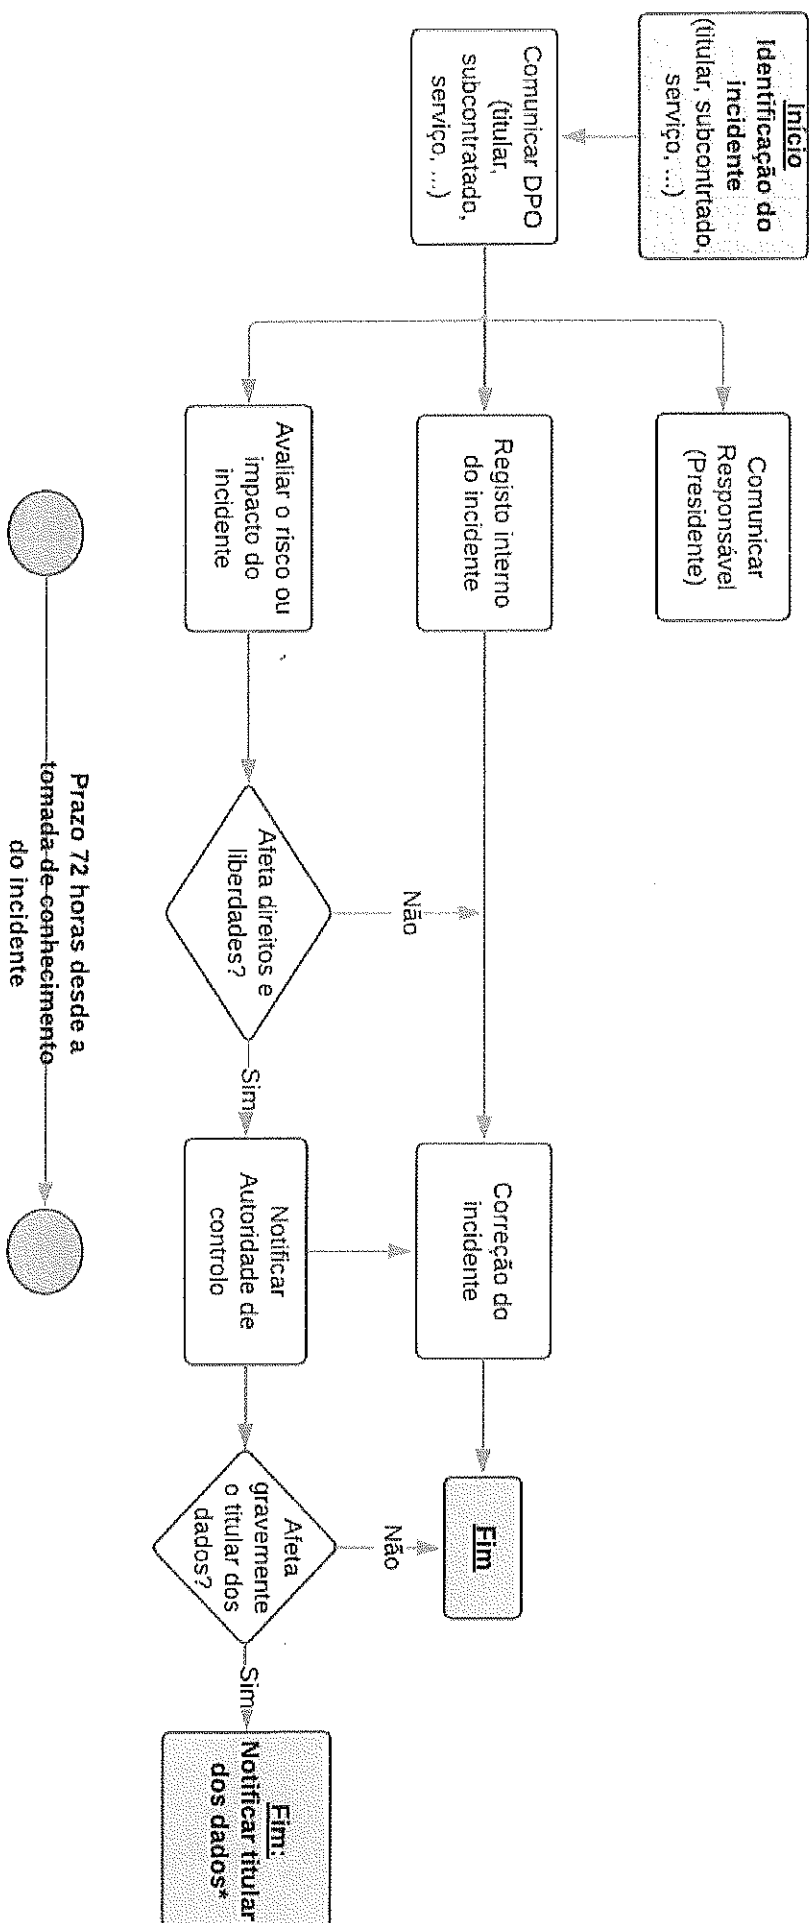 Início
Identificação do
incidente
(titular, subcontrtado,
serviço, ...)
Comunicar DPO
(titular,
subcontratado,
serviço, ...)
Comunicar
Responsável
(Presidente)
Registo interno
do incidente
Avaliar o risco ou
impacto do
incidente
Afeta direitos e
liberdades?
Não
Sim
Correção do
incidente
Notificar
Autoridade de
controlo
Fim
Afeta
gravemente
o titular dos
dados?
Não
Sim
Fim:
Notificar titular
dos dados*
Prazo 72 horas desde a
tomada de conhecimento
do incidente